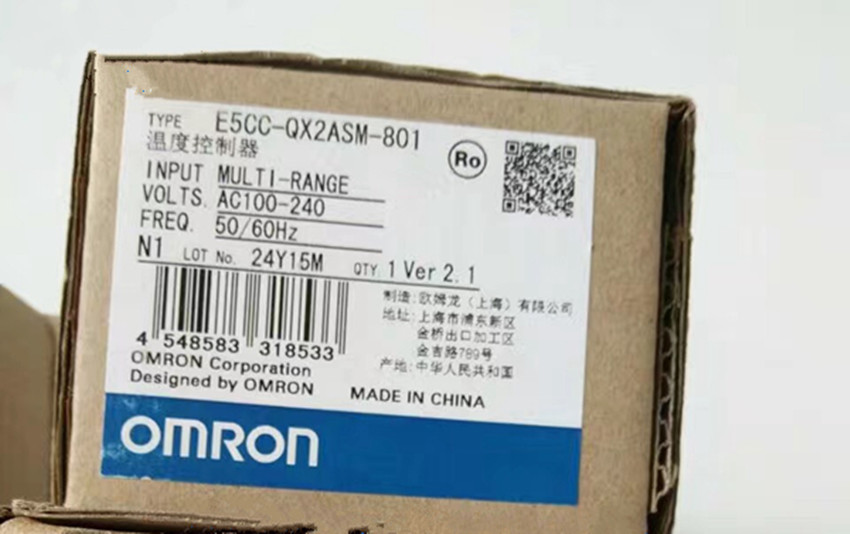 TYPE E5CC-QX2ASM-801
温度控制器
Ro
INPUT MULTI-RANGE
VOLTS. AC100-240
FREQ. 50/60Hz
N1 LOT No. 24Y15M QTY. 1 Ver 2.1
制造:欧姆龙(上海)有限公司
地址:上海市浦东新区
金桥出口加工区
金吉路789号
产地:中华人民共和国
4 548583 318533
OMRON Corporation
Designed by OMRON
MADE IN CHINA
OMRON